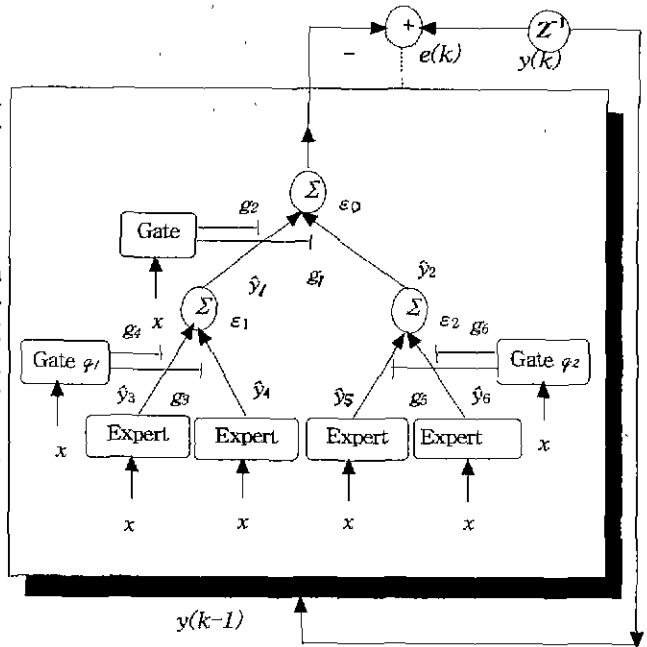 +
Z⁻¹
− e(k) y(k)
Σ ε0
g2
Gate
g1
ŷ1 ŷ2
x Σ ε1 Σ ε2
g4 g6
Gate φ1 Gate φ2
ŷ3 g3 ŷ4 ŷ5 g5 ŷ6
Expert Expert Expert Expert
x x
x x x x
y(k-1)